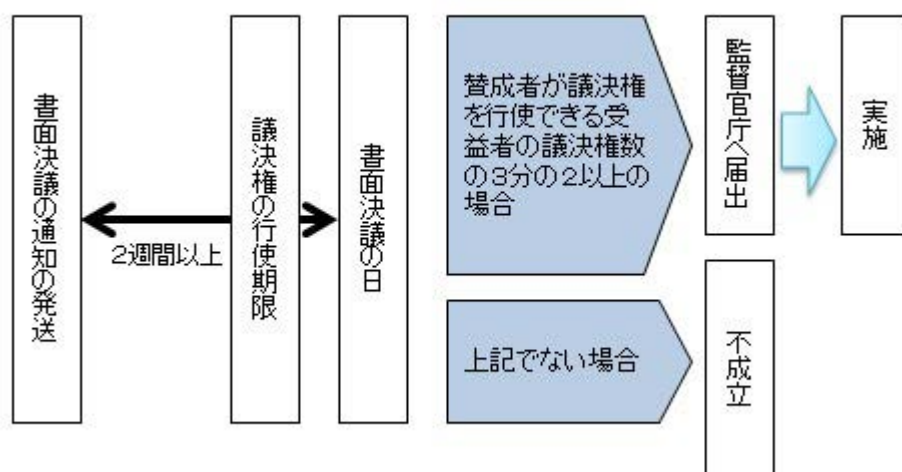 書面決議の通知の発送
2週間以上
議決権の行使期限
書面決議の日
賛成者が議決権
を行使できる受
益者の議決権数
の3分の2以上の
場合
監督官庁へ届出
実施
上記でない場合
不成立